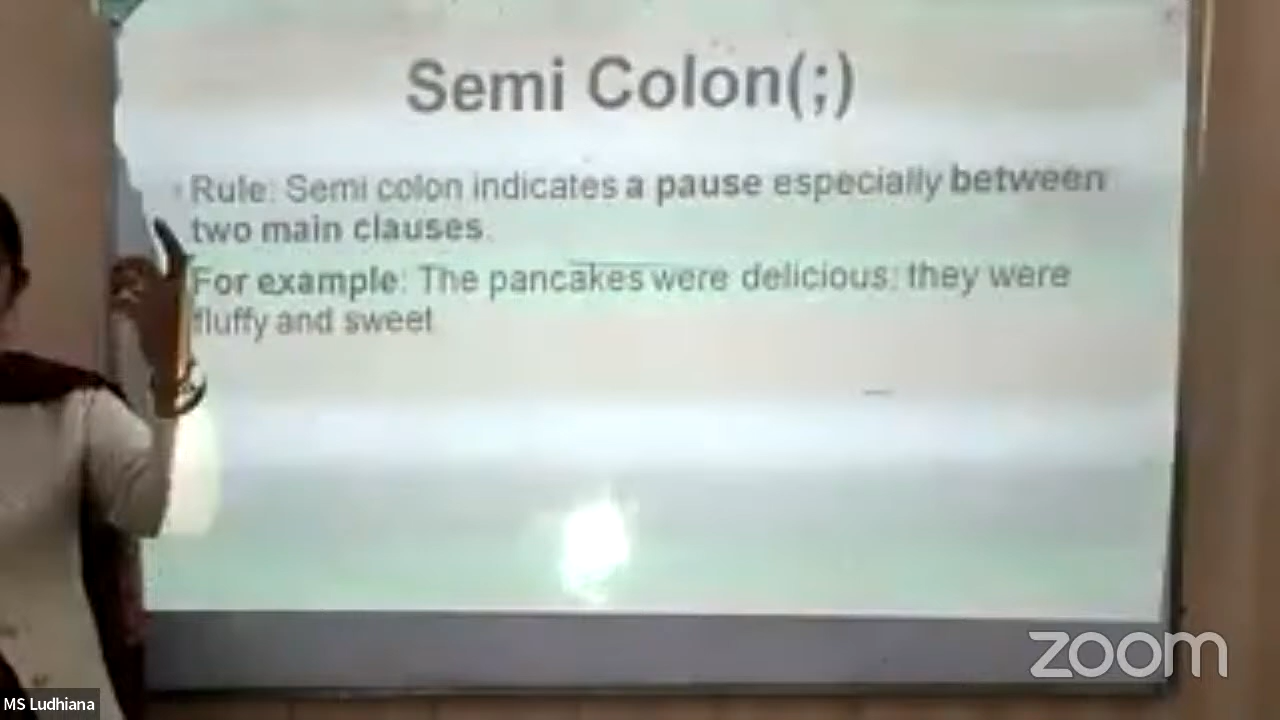 Semi Colon(;)
Rule: Semi colon indicates a pause especially between
two main clauses.
For example: The pancakes were delicious; they were
fluffy and sweet
zoom
MS Ludhiana